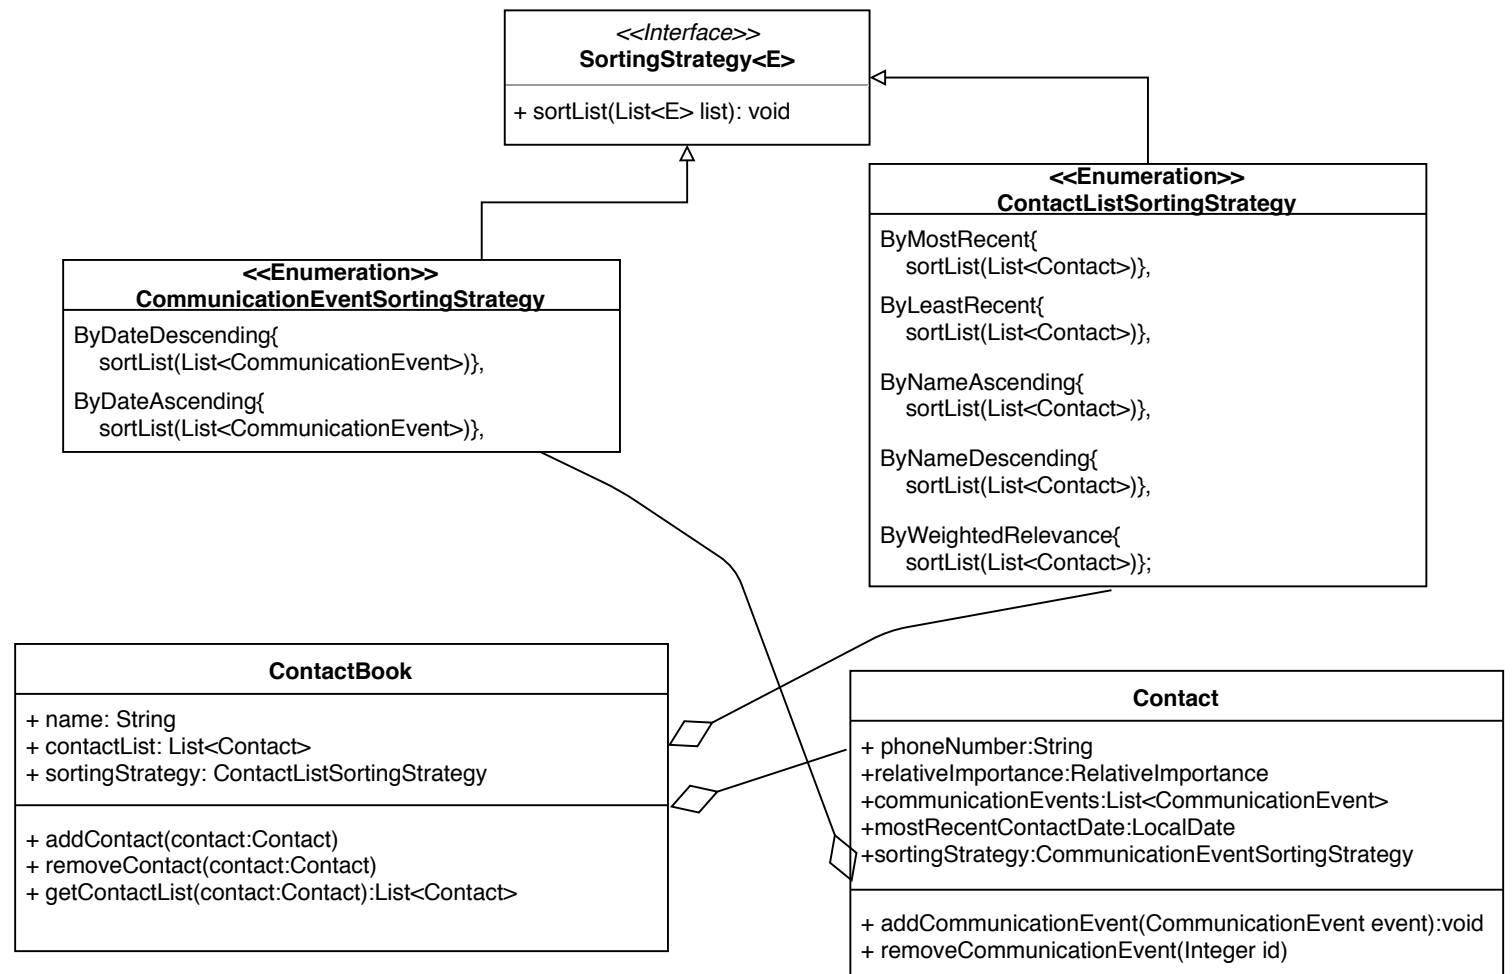 <<Interface>>
SortingStrategy<E>
+ sortList(List<E> list): void
<<Enumeration>>
ContactListSortingStrategy
ByMostRecent{
sortList(List<Contact>)},
ByLeastRecent{
sortList(List<Contact>)},
ByNameAscending{
sortList(List<Contact>)},
ByNameDescending{
sortList(List<Contact>)},
ByWeightedRelevance{
sortList(List<Contact>)};
<<Enumeration>>
CommunicationEventSortingStrategy
ByDateDescending{
sortList(List<CommunicationEvent>)},
ByDateAscending{
sortList(List<CommunicationEvent>)},
ContactBook
+ name: String
+ contactList: List<Contact>
+ sortingStrategy: ContactListSortingStrategy
+ addContact(contact:Contact)
+ removeContact(contact:Contact)
+ getContactList(contact:Contact):List<Contact>
Contact
+ phoneNumber:String
+relativeImportance:RelativeImportance
+communicationEvents:List<CommunicationEvent>
+mostRecentContactDate:LocalDate
+sortingStrategy:CommunicationEventSortingStrategy
+ addCommunicationEvent(CommunicationEvent event):void
+ removeCommunicationEvent(Integer id)